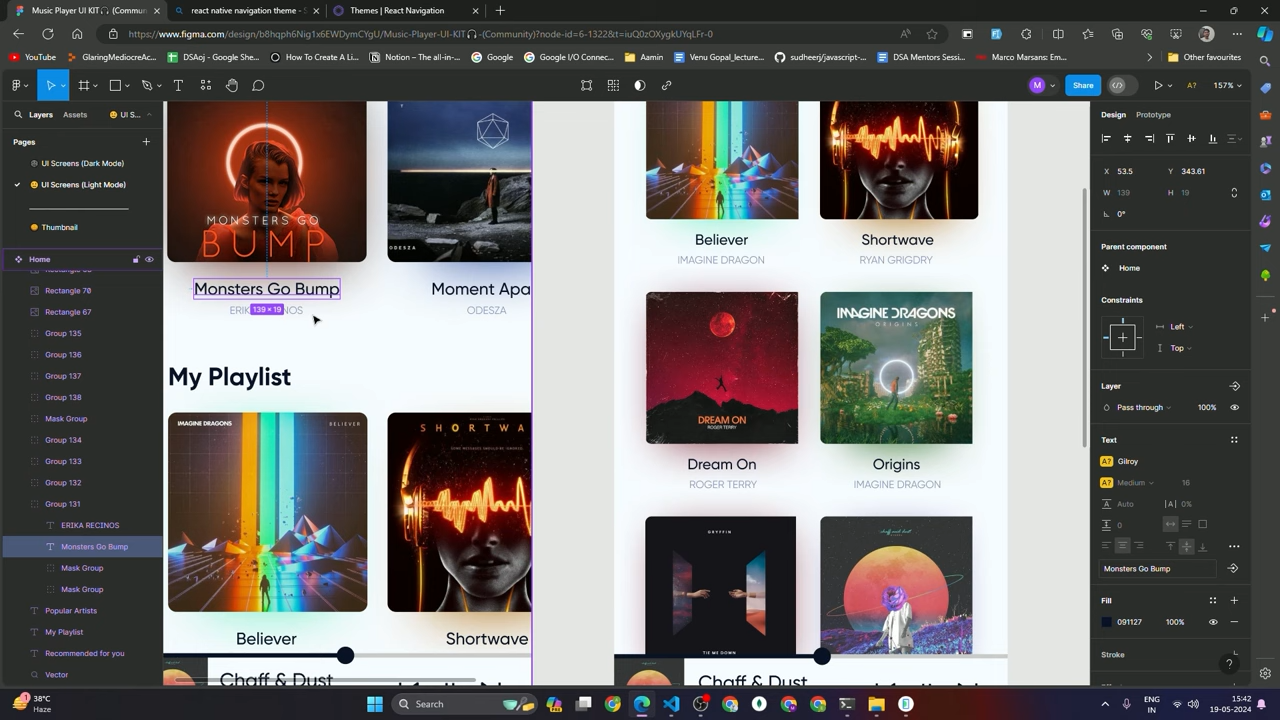 Music Player UI KIT🎧 (Commun
react native navigation theme - S
Themes | React Navigation
https://www.figma.com/design/b8hqph6Nig1x6EWDymCYgU/Music-Player-UI-KIT🎧-(Community)?node-id=6-1322&t=iuQ0zOXygkUYqLFr-0
YouTube
GlaringMediocreAc...
DSAoj - Google She...
How To Create A Li...
Notion – The all-in-...
Google
Google I/O Connec...
Aamin
Venu Gopal_lecture...
sudheerj/javascript-...
DSA Mentors Sessi...
Marco Marsans: Em...
Other favourites
M
Share
A?
157%
Layers
Assets
UI S...
Pages
UI Screens (Dark Mode)
UI Screens (Light Mode)
Thumbnail
Home
Rectangle 70
Rectangle 67
Group 135
Group 136
Group 137
Group 138
Mask Group
Group 134
Group 133
Group 132
Group 131
ERIKA RECINOS
Monsters Go Bump
Mask Group
Mask Group
Popular Artists
My Playlist
Recommended for you
Vector
MONSTERS GO
BUMP
ODESZA
Monsters Go Bump
139 × 19
Moment Apa
ODESZA
My Playlist
IMAGINE DRAGONS
BELIEVER
SHORTWA
Believer
Shortwave
Chaff & Dust
Believer
IMAGINE DRAGON
Shortwave
RYAN GRIGDRY
DREAM ON
ROGER TERRY
IMAGINE DRAGONS
ORIGINS
Dream On
ROGER TERRY
Origins
IMAGINE DRAGON
GRYFFIN
TIE ME DOWN
chaff and dust
Chaff & Dust
Design
Prototype
X 53.5
Y 343.61
W 139
H 19
0°
Parent component
Home
Constraints
Left
Top
Layer
Pass through
100%
Text
A? Gilroy
A? Medium
16
Auto
|A| 0%
0
Monsters Go Bump
Fill
091127
100%
Stroke
38°C
Haze
Search
ENG
IN
15:42
19-05-2024